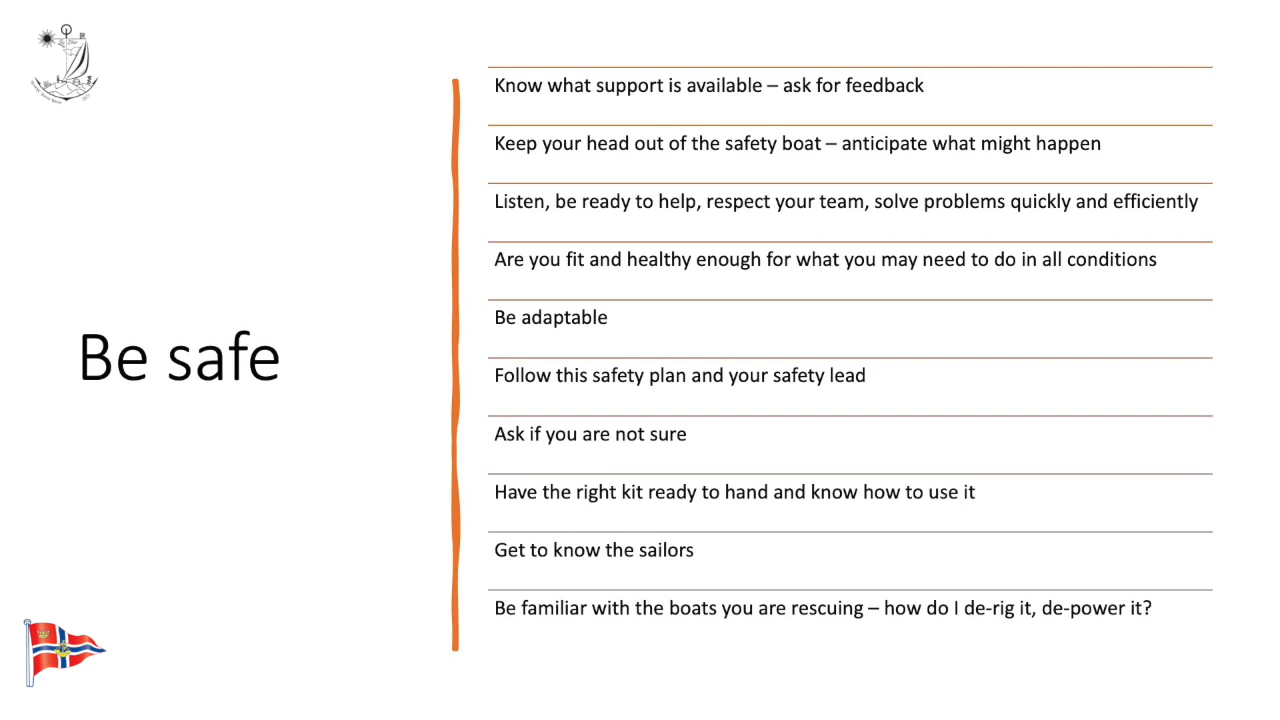 Be safe
Know what support is available – ask for feedback
Keep your head out of the safety boat – anticipate what might happen
Listen, be ready to help, respect your team, solve problems quickly and efficiently
Are you fit and healthy enough for what you may need to do in all conditions
Be adaptable
Follow this safety plan and your safety lead
Ask if you are not sure
Have the right kit ready to hand and know how to use it
Get to know the sailors
Be familiar with the boats you are rescuing – how do I de-rig it, de-power it?